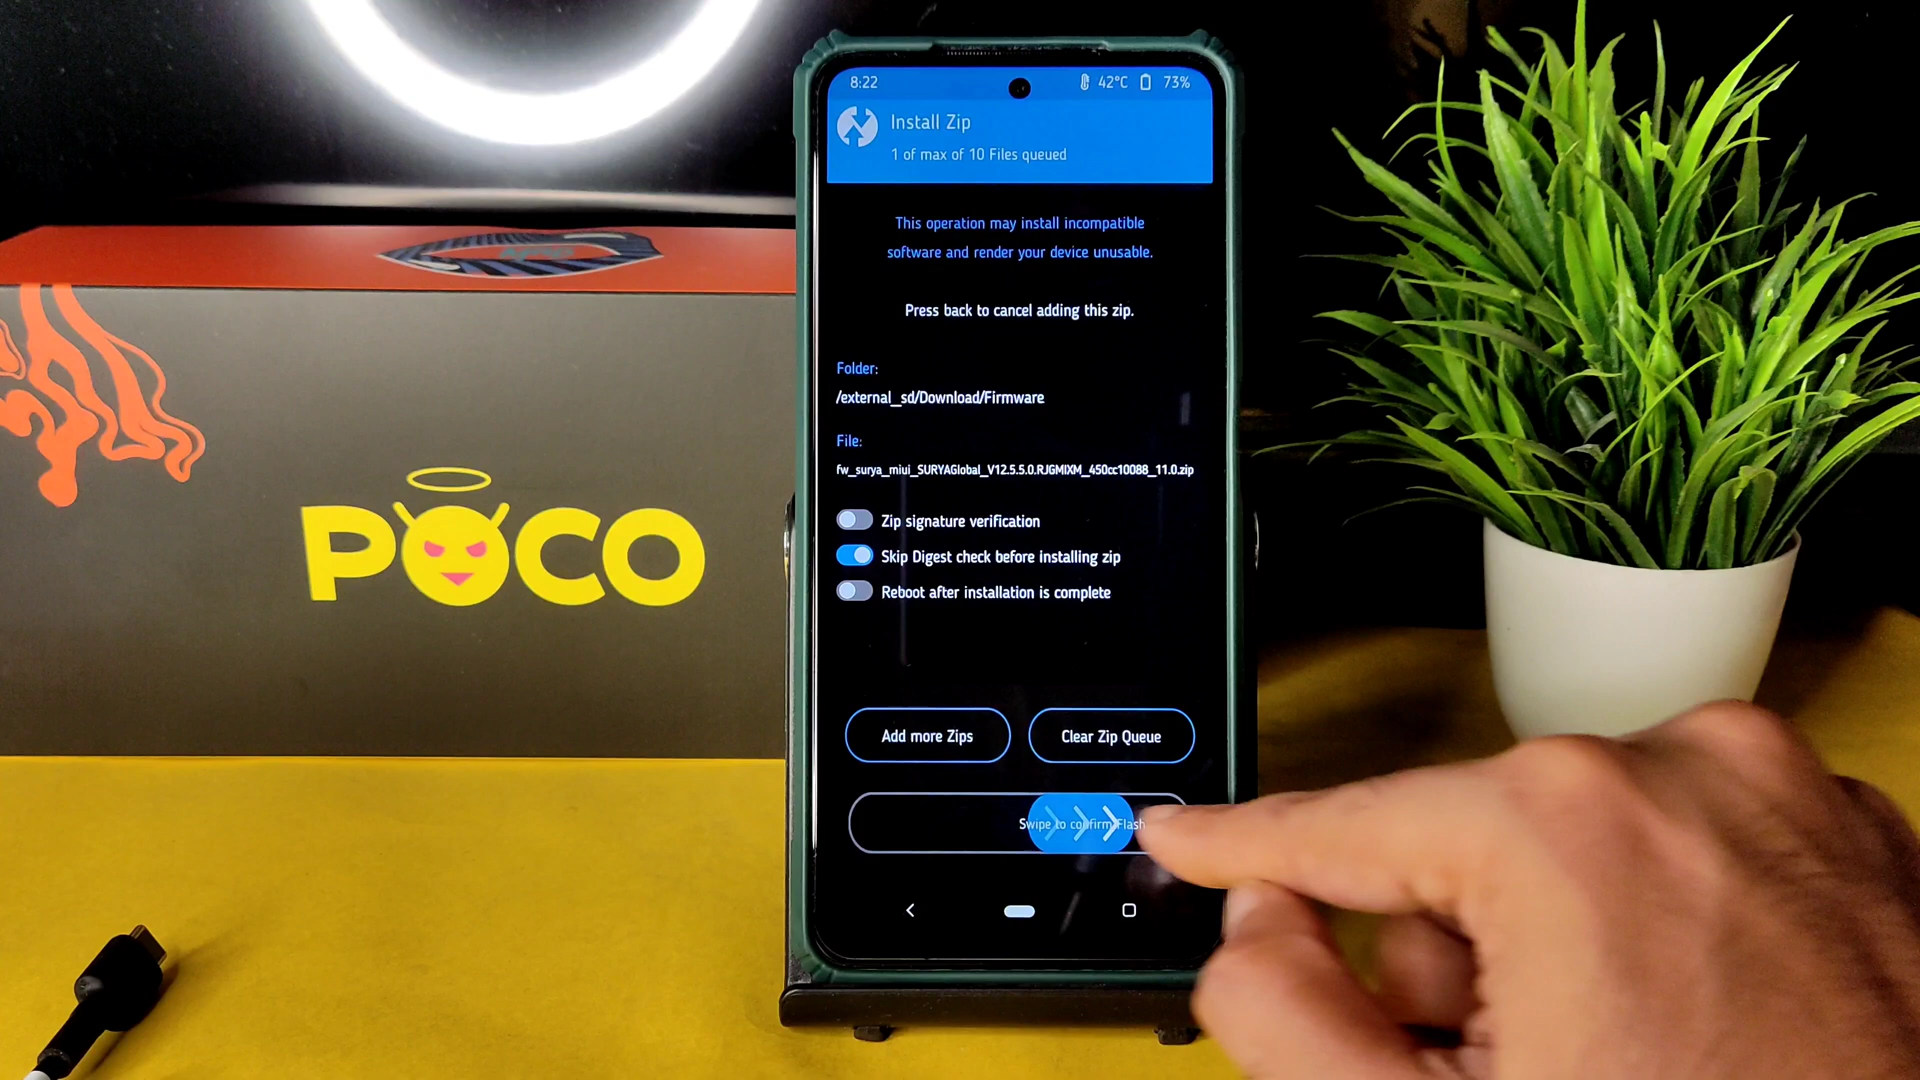 8:22
42°C
73%
Install Zip
1 of max of 10 Files queued
This operation may install incompatible
software and render your device unusable.
Press back to cancel adding this zip.
Folder:
/external_sd/Download/Firmware
File:
fw_surya_miui_SURYAGlobal_V12.5.5.0.RJGMIXM_450cc10088_11.0.zip
Zip signature verification
Skip Digest check before installing zip
Reboot after installation is complete
Add more Zips
Clear Zip Queue
Swipe to confirm Flash
POCO